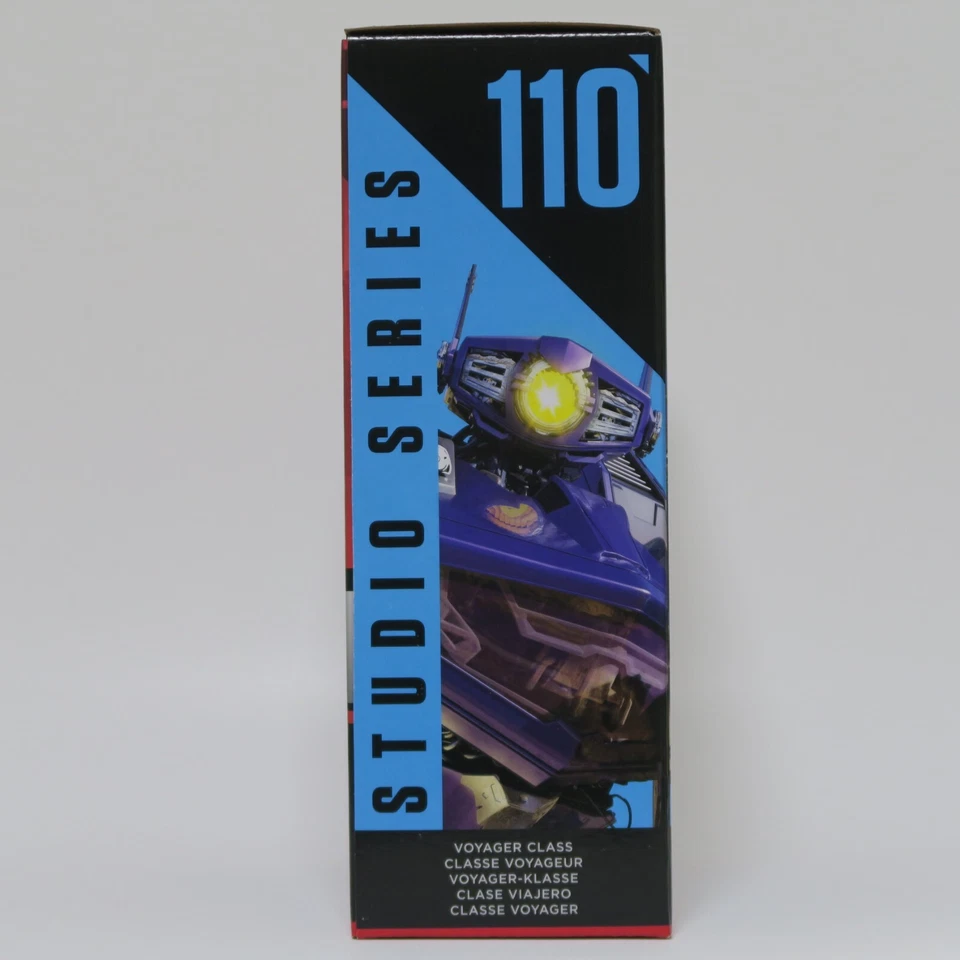 110
STUDIO SERIES
VOYAGER CLASS
CLASSE VOYAGEUR
VOYAGER-KLASSE
CLASE VIAJERO
CLASSE VOYAGER